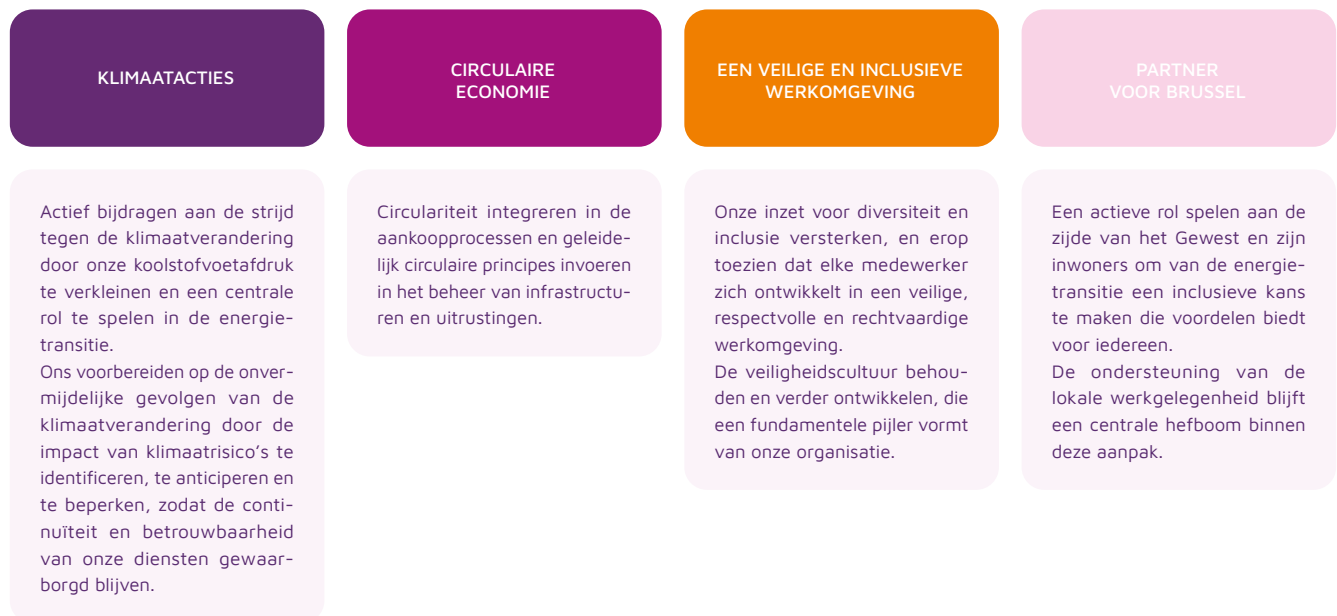 KLIMAATACTIES
Actief bijdragen aan de strijd
tegen de klimaatverandering
door onze koolstofvoetafdruk
te verkleinen en een centrale
rol te spelen in de energie-
transitie.
Ons voorbereiden op de onver-
mijdelijke gevolgen van de
klimaatverandering door de
impact van klimaatrisico's te
identificeren, te anticiperen en
te beperken, zodat de conti-
nuïteit en betrouwbaarheid
van onze diensten gewaar-
borgd blijven.
CIRCULAIRE
ECONOMIE
Circulariteit integreren in de
aankoopprocessen en geleide-
lijk circulaire principes invoeren
in het beheer van infrastructu-
ren en uitrustingen.
EEN VEILIGE EN INCLUSIEVE
WERKOMGEVING
Onze inzet voor diversiteit en
inclusie versterken, en erop
toezien dat elke medewerker
zich ontwikkelt in een veilige,
respectvolle en rechtvaardige
werkomgeving.
De veiligheidscultuur behou-
den en verder ontwikkelen, die
een fundamentele pijler vormt
van onze organisatie.
PARTNER
VOOR BRUSSEL
Een actieve rol spelen aan de
zijde van het Gewest en zijn
inwoners om van de energie-
transitie een inclusieve kans
te maken die voordelen biedt
voor iedereen.
De ondersteuning van de
lokale werkgelegenheid blijft
een centrale hefboom binnen
deze aanpak.